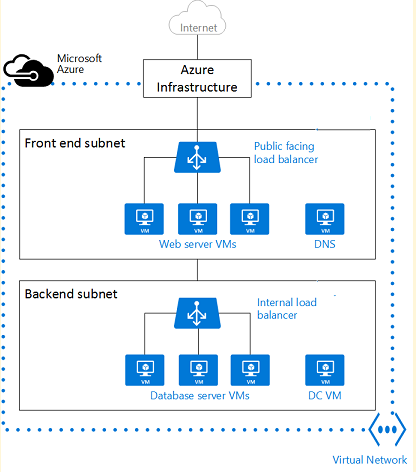 Internet
Microsoft
Azure
Azure
Infrastructure
Front end subnet
Public facing
load balancer
VM
VM
VM
VM
Web server VMs
DNS
Backend subnet
Internal load
balancer
VM
VM
VM
VM
Database server VMs
DC VM
Virtual Network